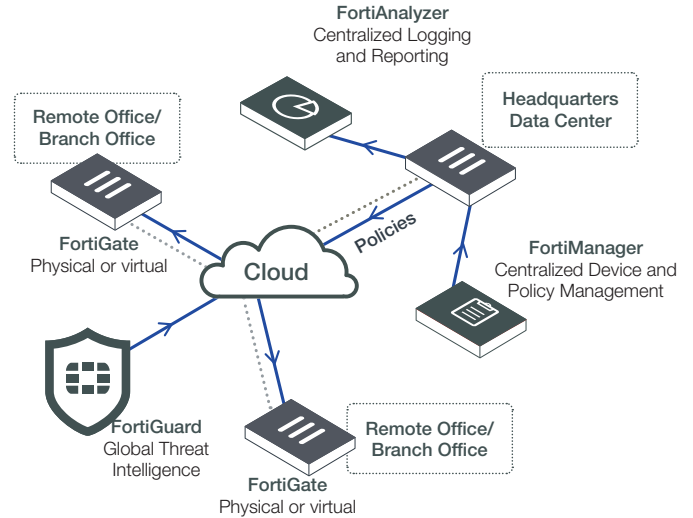 FortiAnalyzer
Centralized Logging
and Reporting
Headquarters
Data Center
Remote Office/
Branch Office
FortiGate
Physical or virtual
Policies
Cloud
FortiManager
Centralized Device and
Policy Management
FortiGuard
Global Threat
Intelligence
Remote Office/
Branch Office
FortiGate
Physical or virtual